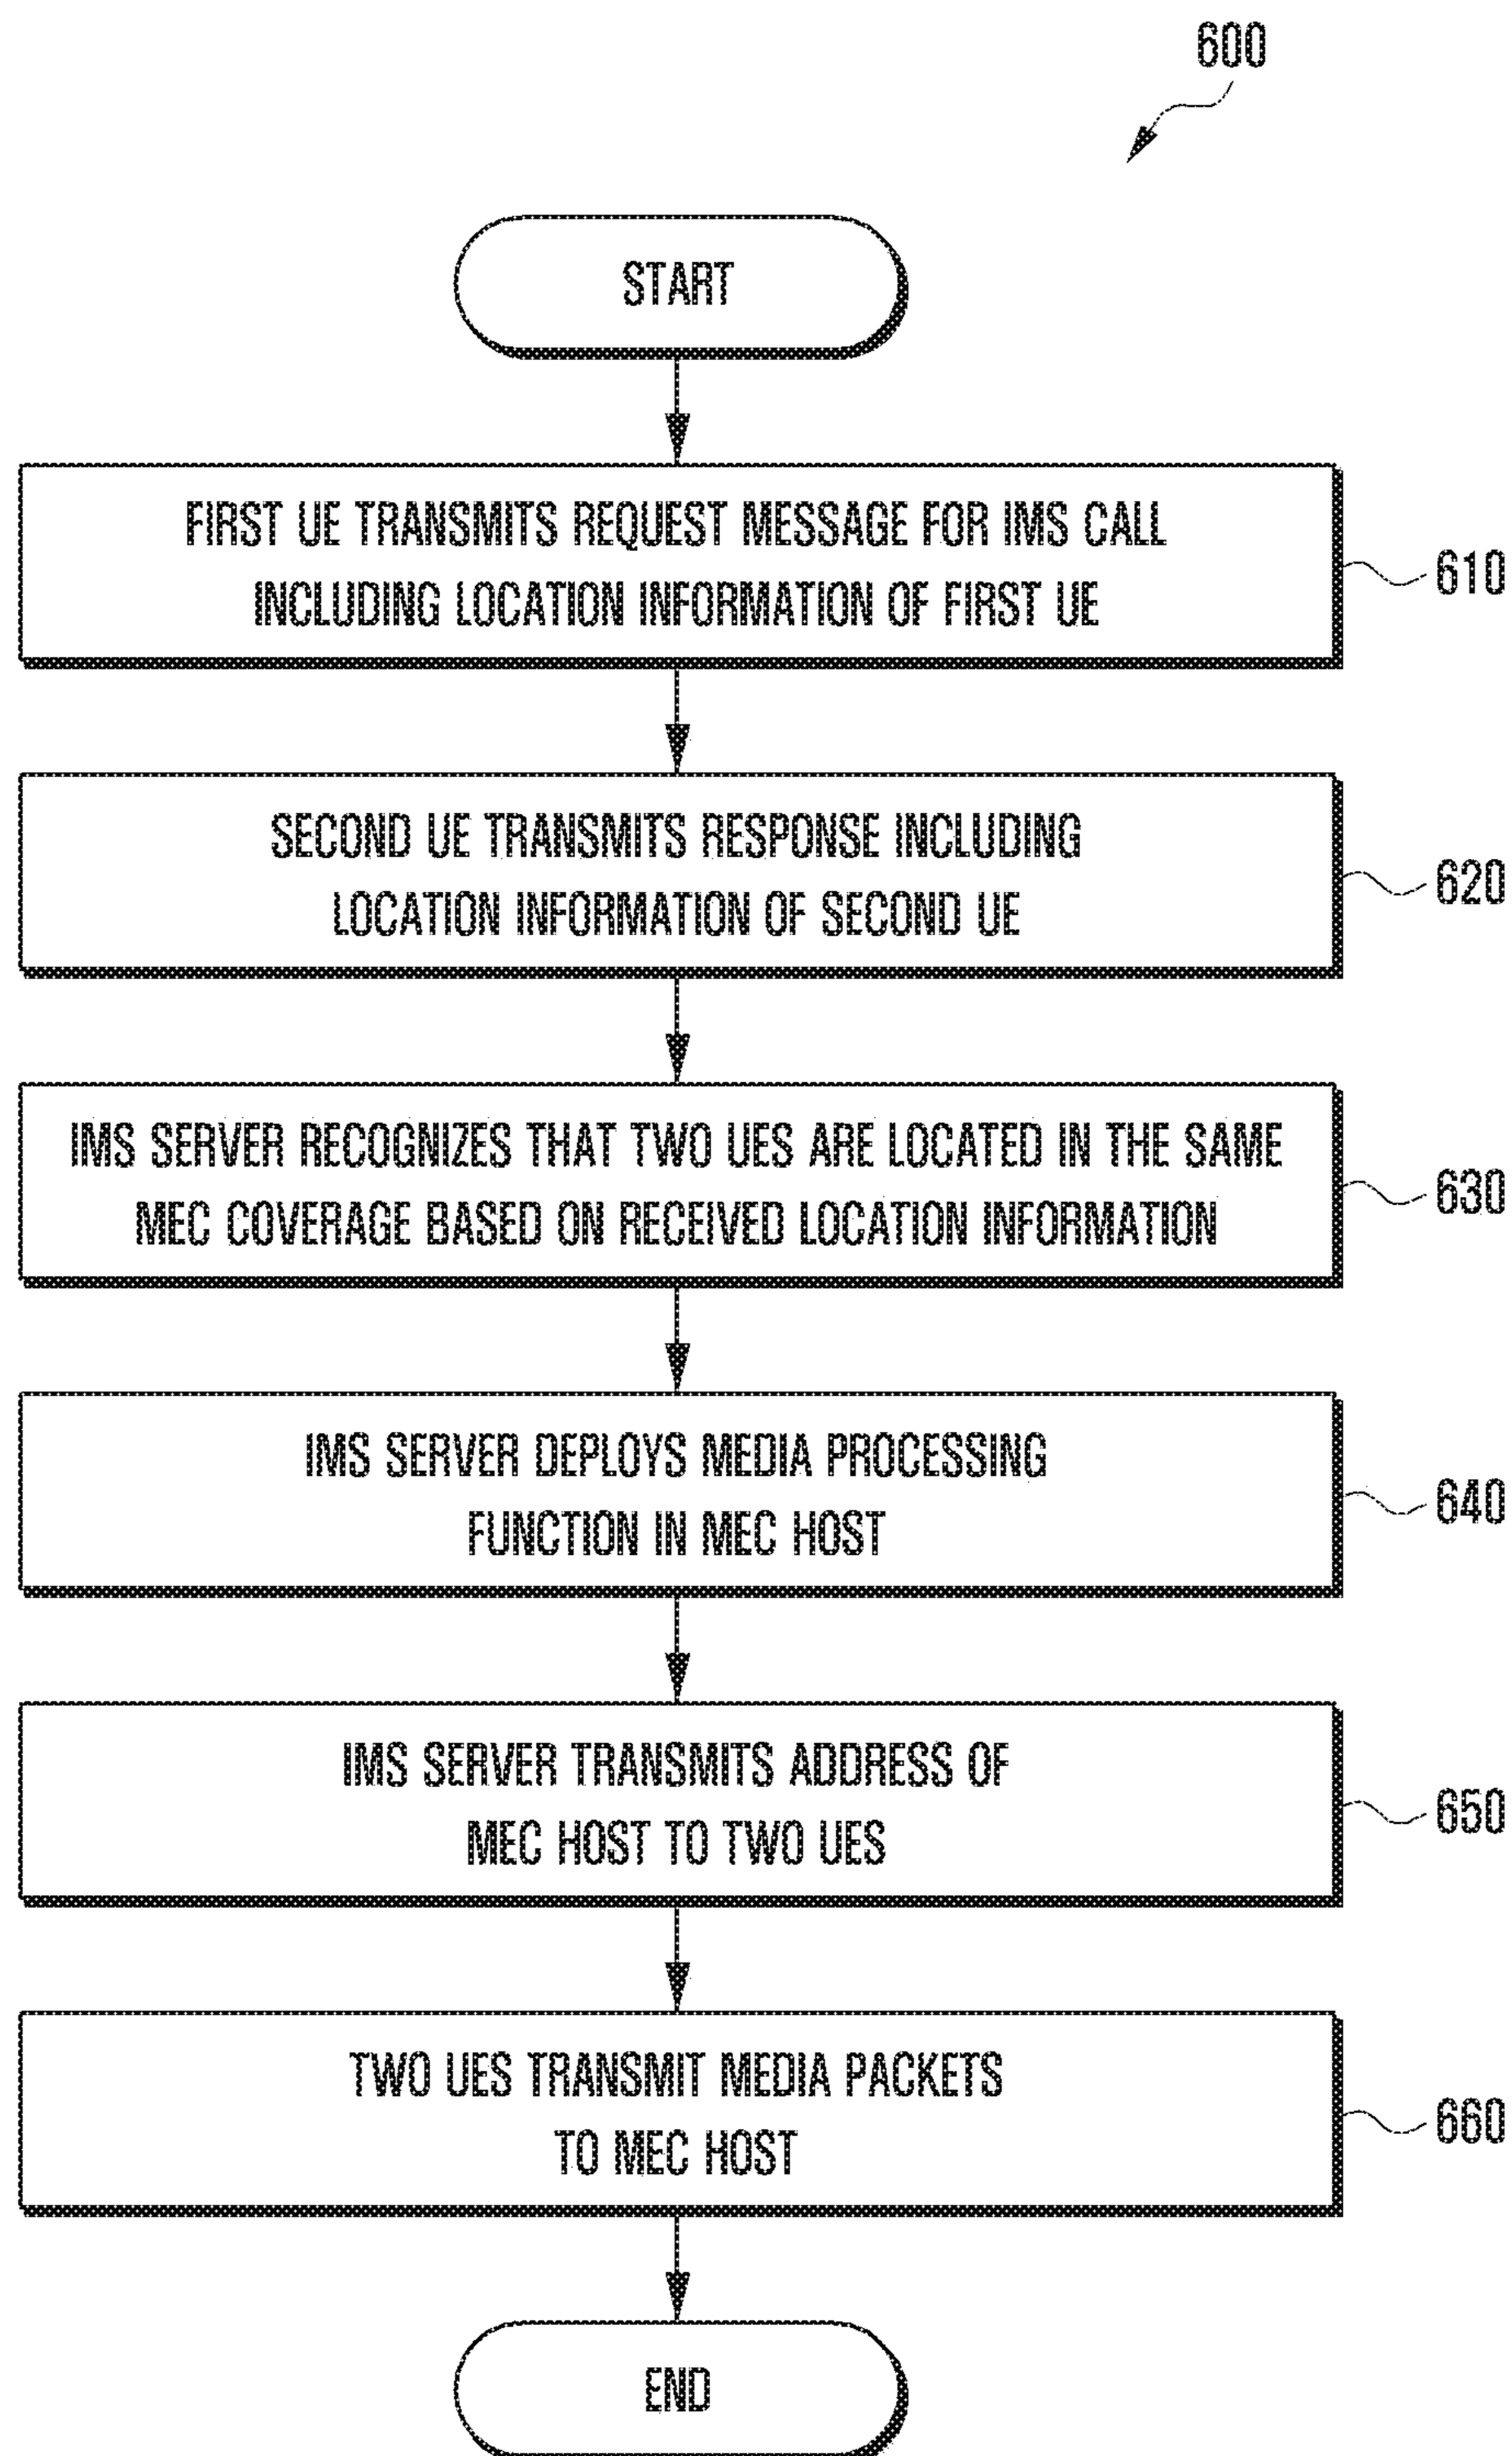 600
START
FIRST UE TRANSMITS REQUEST MESSAGE FOR IMS CALL
INCLUDING LOCATION INFORMATION OF FIRST UE
610
SECOND UE TRANSMITS RESPONSE INCLUDING
LOCATION INFORMATION OF SECOND UE
620
IMS SERVER RECOGNIZES THAT TWO UES ARE LOCATED IN THE SAME
MEC COVERAGE BASED ON RECEIVED LOCATION INFORMATION
630
IMS SERVER DEPLOYS MEDIA PROCESSING
FUNCTION IN MEC HOST
640
IMS SERVER TRANSMITS ADDRESS OF
MEC HOST TO TWO UES
650
TWO UES TRANSMIT MEDIA PACKETS
TO MEC HOST
660
END